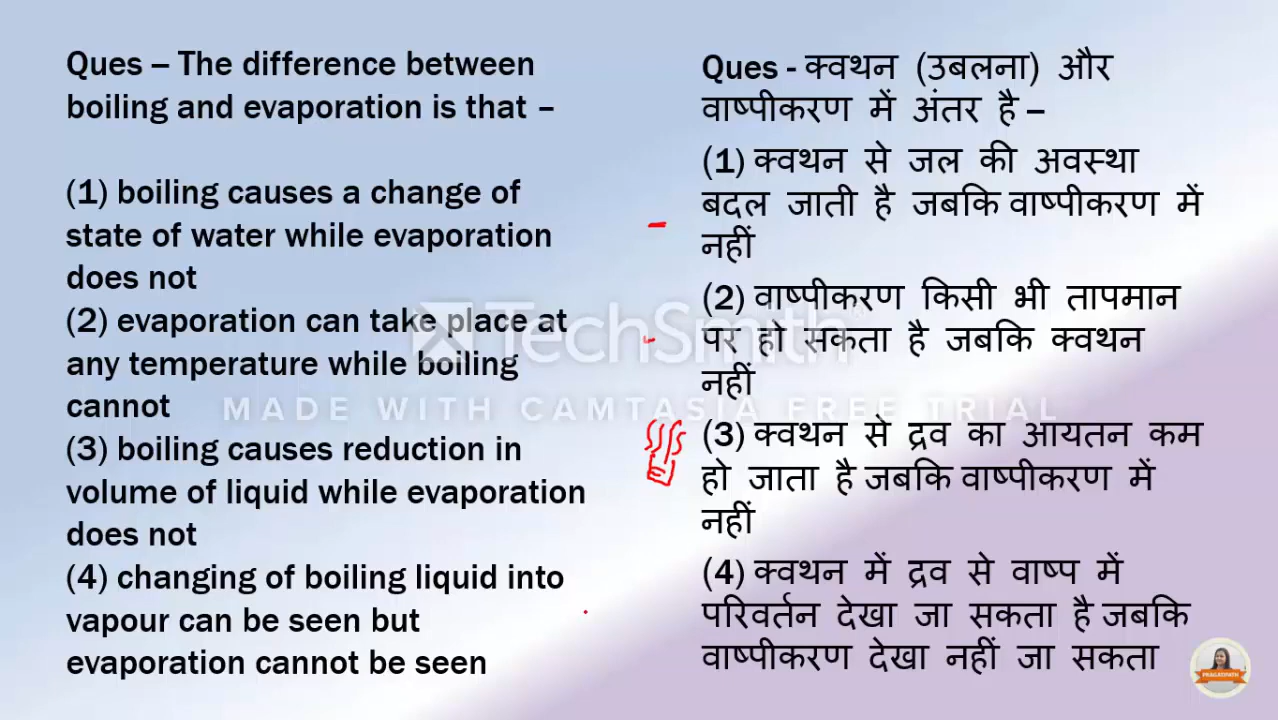 Ques – The difference between
boiling and evaporation is that –
(1) boiling causes a change of
state of water while evaporation
does not
(2) evaporation can take place at
any temperature while boiling
cannot
(3) boiling causes reduction in
volume of liquid while evaporation
does not
(4) changing of boiling liquid into
vapour can be seen but
evaporation cannot be seen
Ques - क्वथन (उबलना) और
वाष्पीकरण में अंतर है –
(1) क्वथन से जल की अवस्था
बदल जाती है जबकि वाष्पीकरण में
नहीं
(2) वाष्पीकरण किसी भी तापमान
पर हो सकता है जबकि क्वथन
नहीं
(3) क्वथन से द्रव का आयतन कम
हो जाता है जबकि वाष्पीकरण में
नहीं
(4) क्वथन में द्रव से वाष्प में
परिवर्तन देखा जा सकता है जबकि
वाष्पीकरण देखा नहीं जा सकता
TechSmith
MADE WITH CAMTASIA FREE TRIAL
PRAGATIPATH